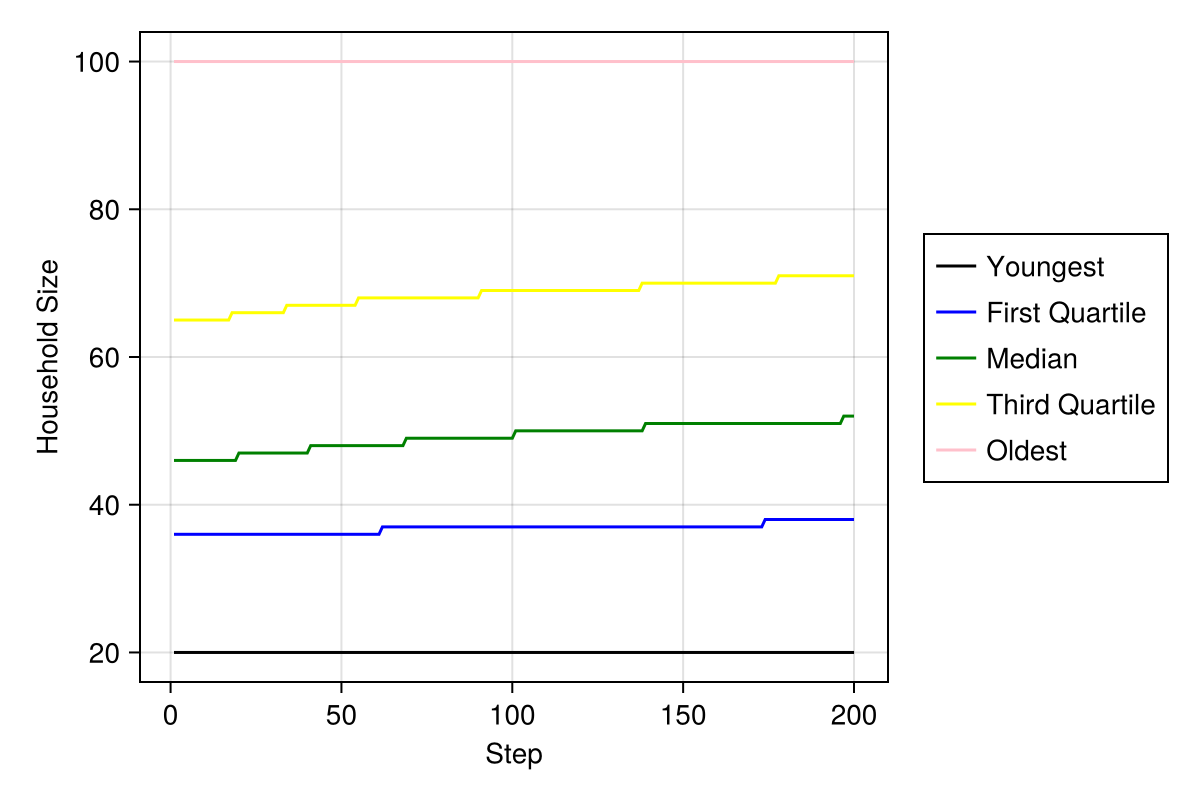 100
80
60
40
20
Household Size
0 50 100 150 200
Step
Youngest
First Quartile
Median
Third Quartile
Oldest